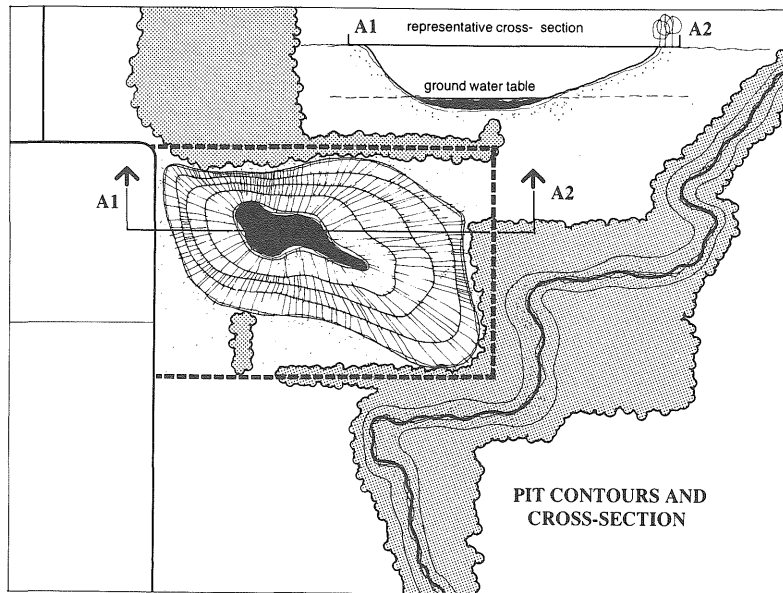 A1 representative cross- section A2
ground water table
A1 A2
PIT CONTOURS AND
CROSS-SECTION